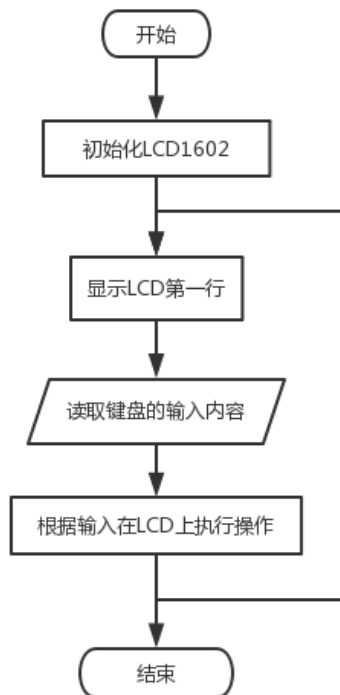 开始
初始化LCD1602
显示LCD第一行
读取键盘的输入内容
根据输入在LCD上执行操作
结束